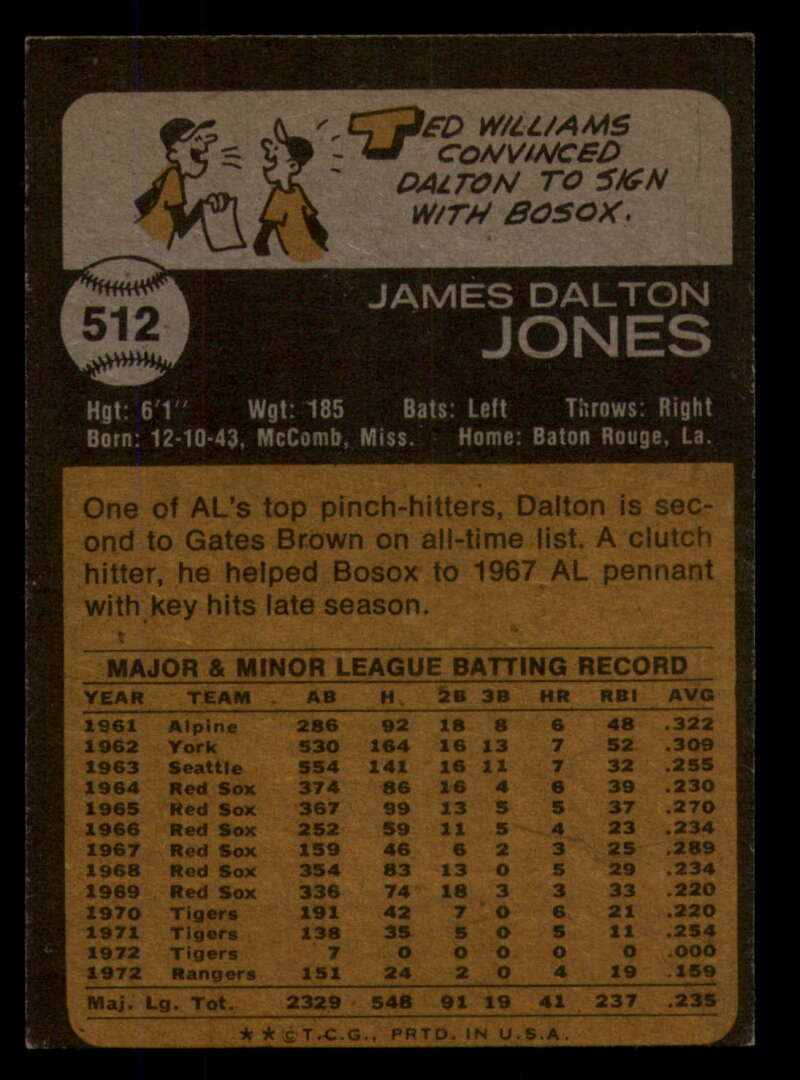 TED WILLIAMS
CONVINCED
DALTON TO SIGN
WITH BOSOX.
512
JAMES DALTON
JONES
Hgt: 6'1" Wgt: 185 Bats: Left Throws: Right
Born: 12-10-43, McComb, Miss. Home: Baton Rouge, La.
One of AL's top pinch-hitters, Dalton is sec-
ond to Gates Brown on all-time list. A clutch
hitter, he helped Bosox to 1967 AL pennant
with key hits late season.
MAJOR & MINOR LEAGUE BATTING RECORD
YEAR TEAM AB H 2B 3B HR RBI AVG
1961 Alpine 286 92 18 8 6 48 .322
1962 York 530 164 16 13 7 52 .309
1963 Seattle 554 141 16 11 7 32 .255
1964 Red Sox 374 86 16 4 6 39 .230
1965 Red Sox 367 99 13 5 5 37 .270
1966 Red Sox 252 59 11 5 4 23 .234
1967 Red Sox 159 46 6 2 3 25 .289
1968 Red Sox 354 83 13 0 5 29 .234
1969 Red Sox 336 74 18 3 3 33 .220
1970 Tigers 191 42 7 0 6 21 .220
1971 Tigers 138 35 5 0 5 11 .254
1972 Tigers 7 0 0 0 0 0 .000
1972 Rangers 151 24 2 0 4 19 .159
Maj. Lg. Tot. 2329 548 91 19 41 237 .235
* * © T.C.G., PRTD. IN U.S.A.